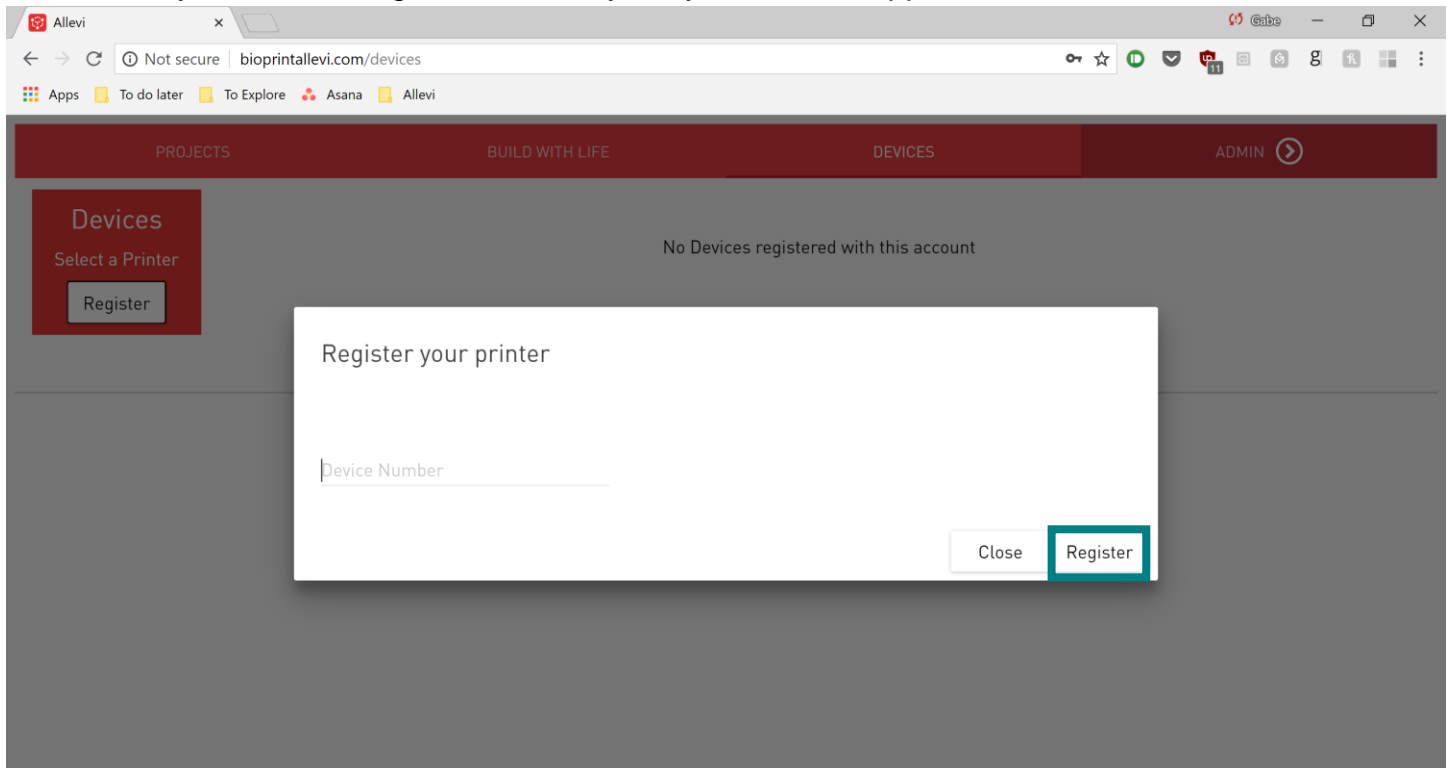 Allevi
Gabe
Not secure bioprintallevi.com/devices
11
Apps To do later To Explore Asana Allevi
PROJECTS BUILD WITH LIFE DEVICES ADMIN
Devices
Select a Printer
Register
No Devices registered with this account
Register your printer
Device Number
Close Register